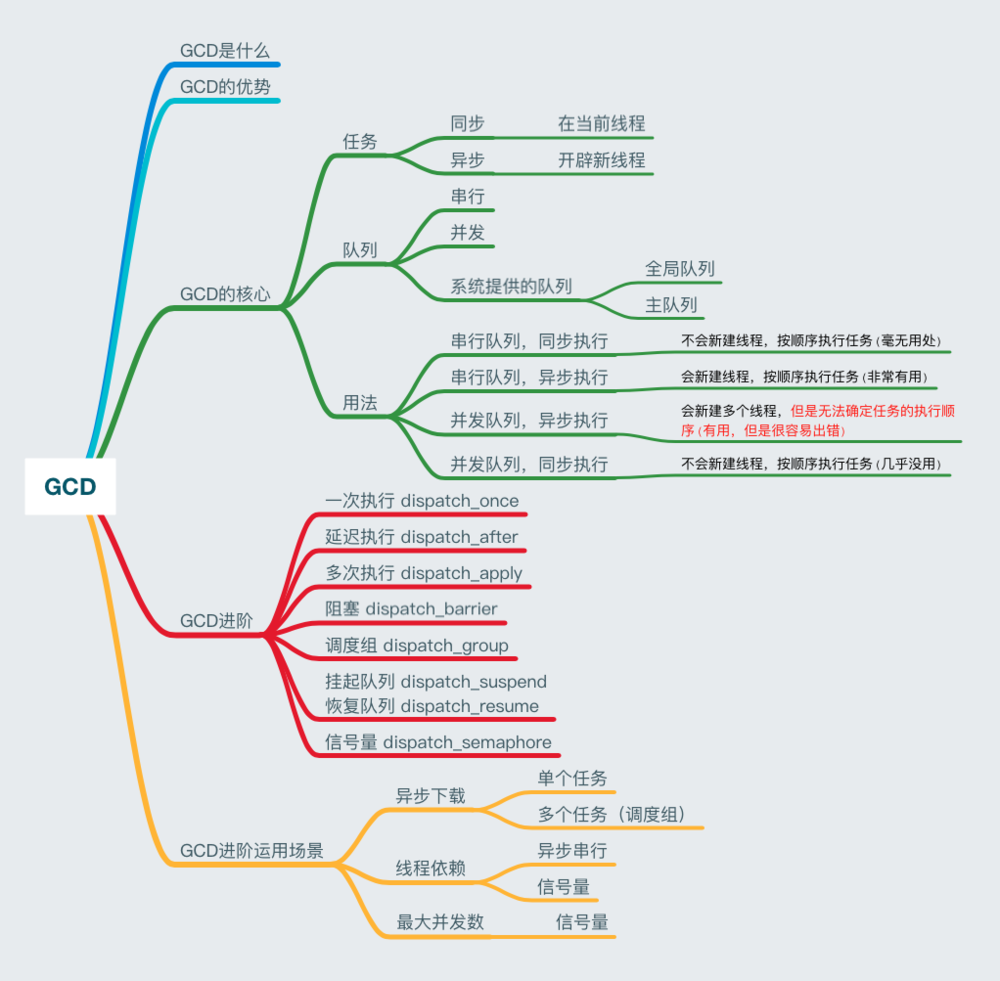 GCD
GCD是什么
GCD的优势
GCD的核心
任务
同步
在当前线程
异步
开辟新线程
队列
串行
并发
系统提供的队列
全局队列
主队列
用法
串行队列，同步执行
不会新建线程，按顺序执行任务(毫无用处)
串行队列，异步执行
会新建线程，按顺序执行任务(非常有用)
并发队列，异步执行
会新建多个线程，但是无法确定任务的执行顺
序(有用，但是很容易出错)
并发队列，同步执行
不会新建线程，按顺序执行任务(几乎没用)
GCD进阶
一次执行 dispatch_once
延迟执行 dispatch_after
多次执行 dispatch_apply
阻塞 dispatch_barrier
调度组 dispatch_group
挂起队列 dispatch_suspend
恢复队列 dispatch_resume
信号量 dispatch_semaphore
GCD进阶运用场景
异步下载
单个任务
多个任务（调度组）
线程依赖
异步串行
信号量
最大并发数
信号量